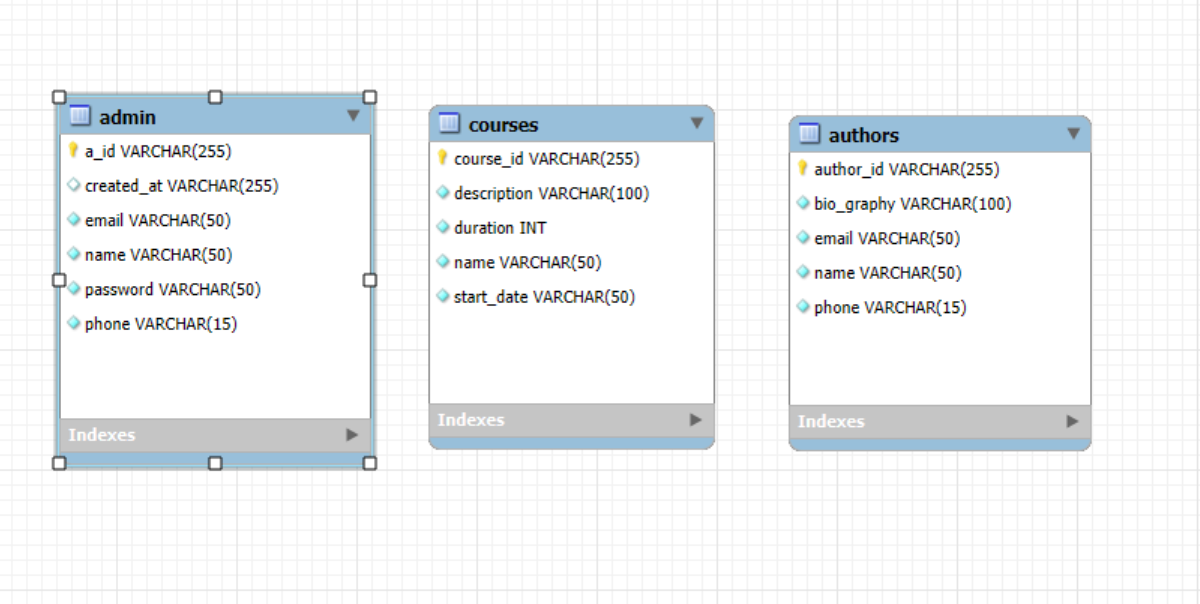 admin
a_id VARCHAR(255)
created_at VARCHAR(255)
email VARCHAR(50)
name VARCHAR(50)
password VARCHAR(50)
phone VARCHAR(15)
Indexes
courses
course_id VARCHAR(255)
description VARCHAR(100)
duration INT
name VARCHAR(50)
start_date VARCHAR(50)
Indexes
authors
author_id VARCHAR(255)
bio_graphy VARCHAR(100)
email VARCHAR(50)
name VARCHAR(50)
phone VARCHAR(15)
Indexes